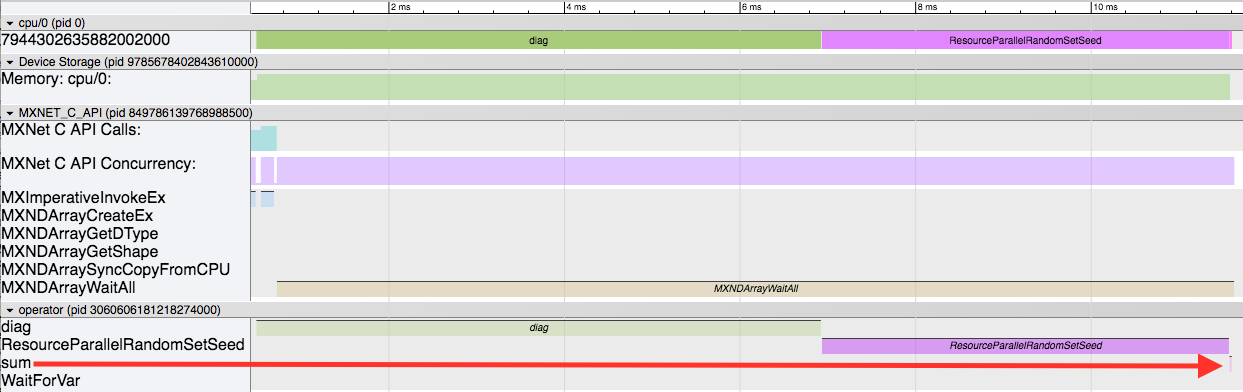 2 ms 4 ms 6 ms 8 ms 10 ms
cpu/0 (pid 0)
7944302635882002000 diag ResourceParallelRandomSetSeed
Device Storage (pid 9785678402843610000)
Memory: cpu/0:
MXNET_C_API (pid 849786139768988500)
MXNet C API Calls:
MXNet C API Concurrency:
MXImperativeInvokeEx
MXNDArrayCreateEx
MXNDArrayGetDType
MXNDArrayGetShape
MXNDArraySyncCopyFromCPU
MXNDArrayWaitAll MXNDArrayWaitAll
operator (pid 3060606181218274000)
diag diag
ResourceParallelRandomSetSeed ResourceParallelRandomSetSeed
sum
WaitForVar